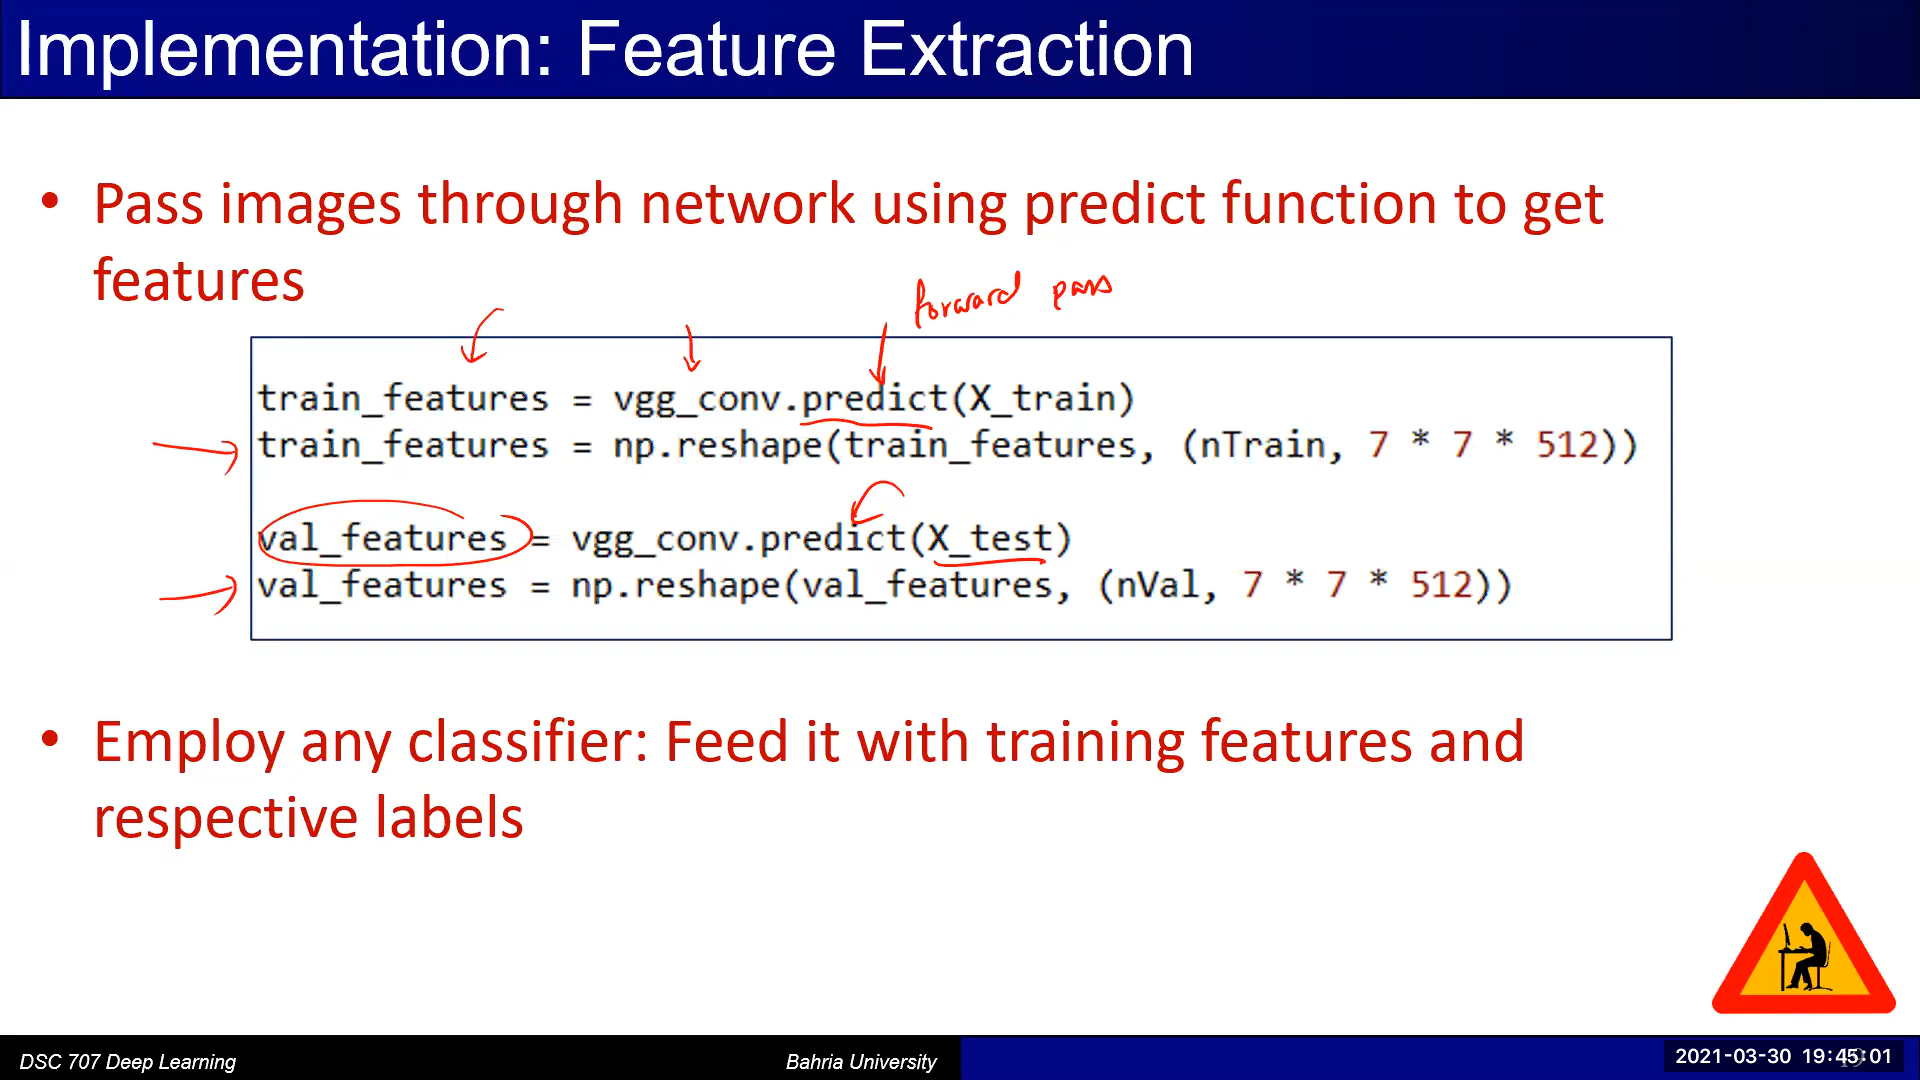 Implementation: Feature Extraction
• Pass images through network using predict function to get
features
forward pass
train_features = vgg_conv.predict(X_train)
train_features = np.reshape(train_features, (nTrain, 7 * 7 * 512))
val_features = vgg_conv.predict(X_test)
val_features = np.reshape(val_features, (nVal, 7 * 7 * 512))
• Employ any classifier: Feed it with training features and
respective labels
DSC 707 Deep Learning
Bahria University
2021-03-30 19:45:01